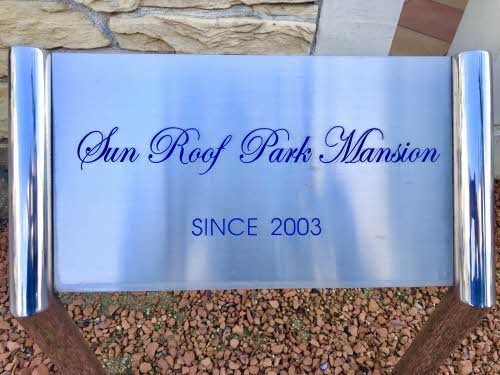 Sun Roof Park Mansion
SINCE 2003